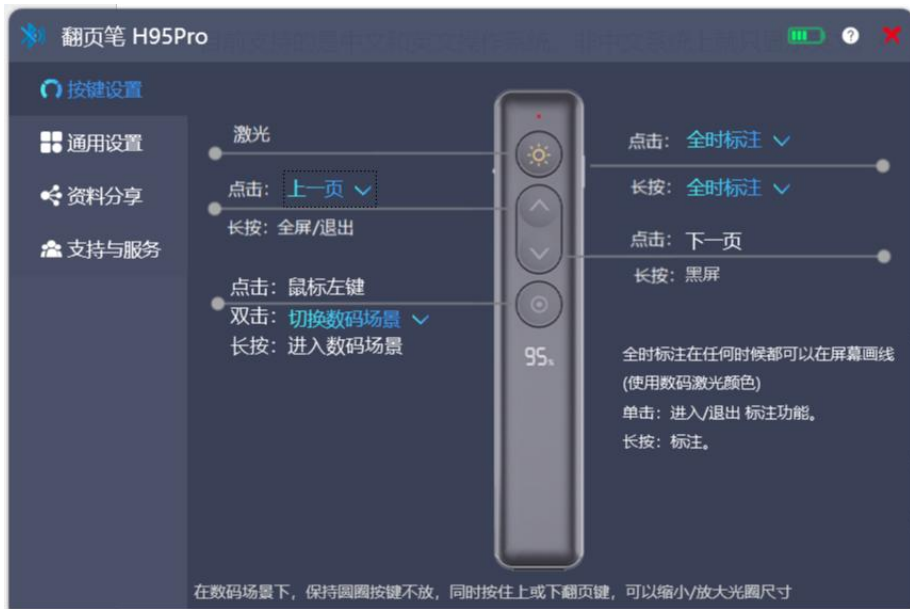 翻页笔 H95Pro
按键设置
通用设置
资料分享
支持与服务
激光
点击： 上一页
长按：全屏/退出
点击：鼠标左键
双击：切换数码场景
长按：进入数码场景
95%
点击： 全时标注
长按： 全时标注
点击： 下一页
长按： 黑屏
全时标注在任何时候都可以在屏幕画线
(使用数码激光颜色)
单击：进入/退出 标注功能。
长按：标注。
在数码场景下，保持圆圈按键不放，同时按住上或下翻页键，可以缩小/放大光圈尺寸